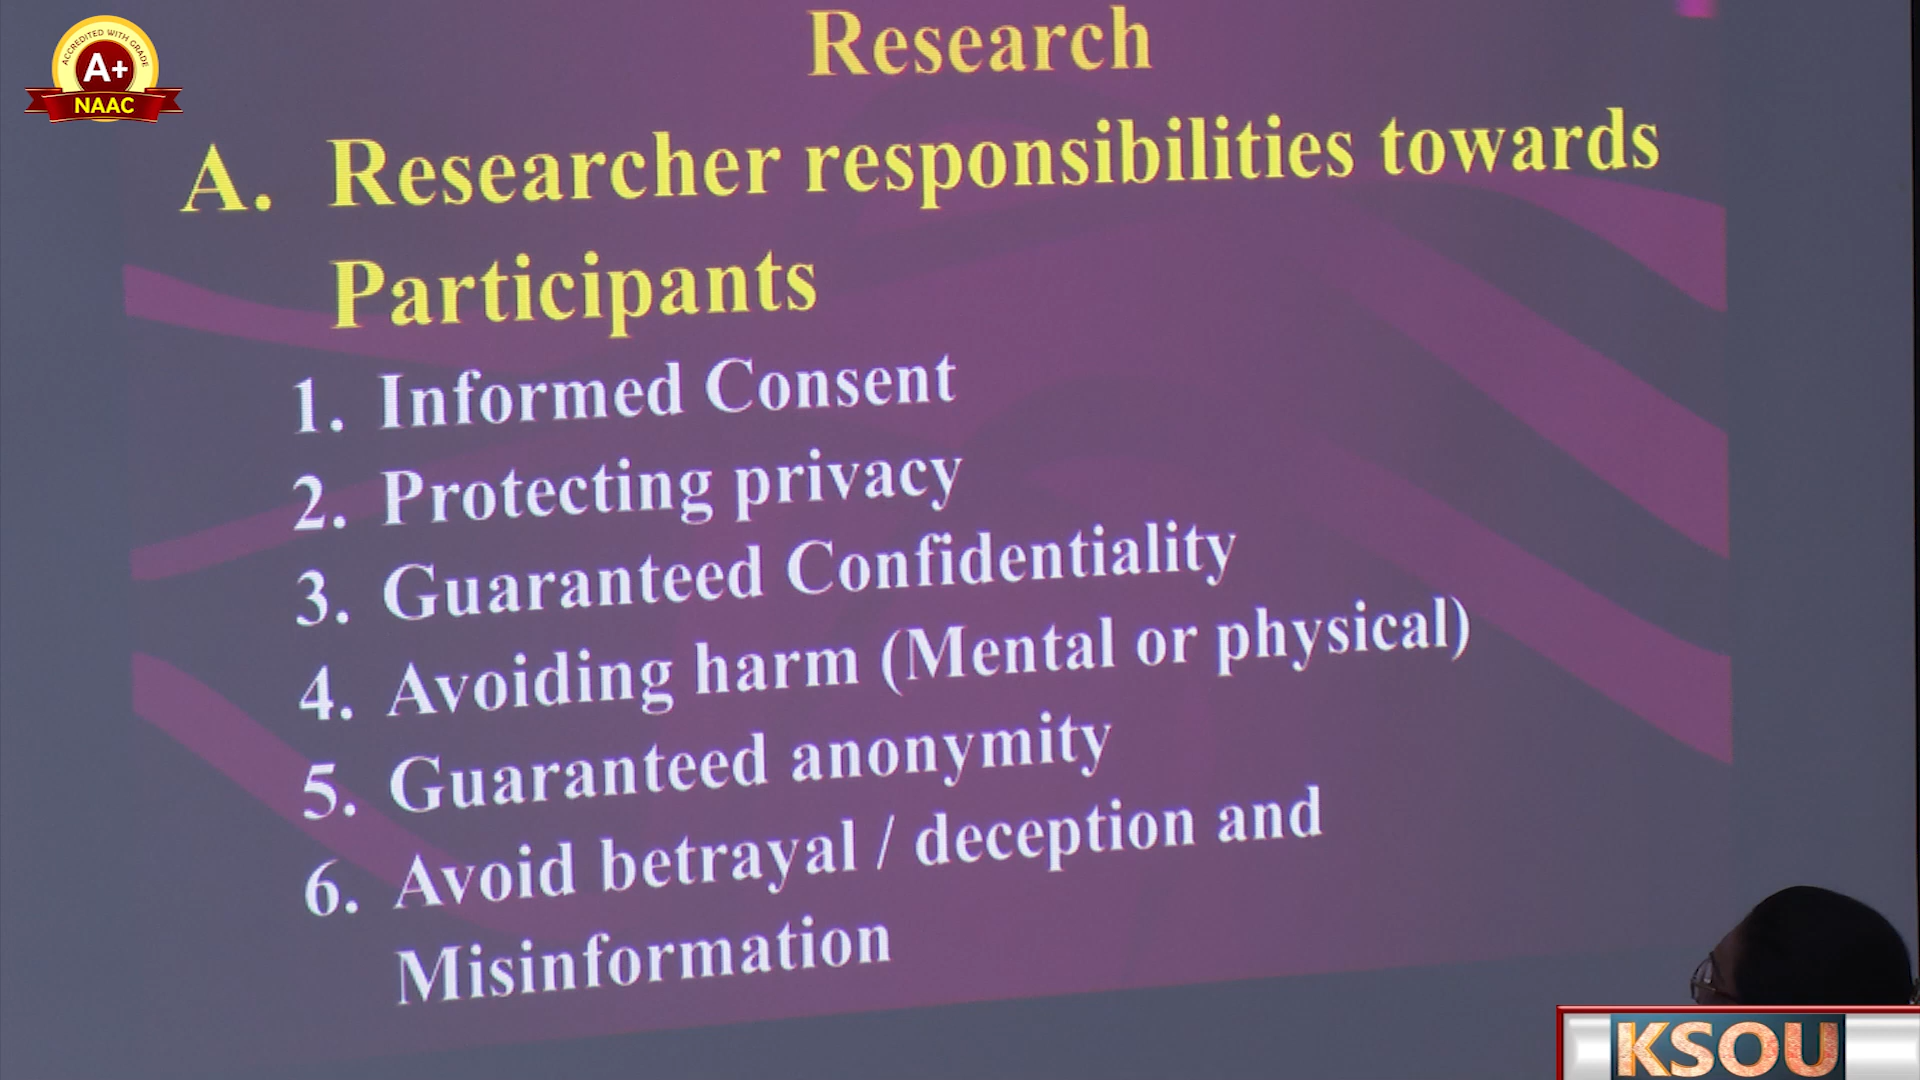 ACCREDITED WITH GRADE
A+
NAAC
Research
A. Researcher responsibilities towards
Participants
1. Informed Consent
2. Protecting privacy
3. Guaranteed Confidentiality
4. Avoiding harm (Mental or physical)
5. Guaranteed anonymity
6. Avoid betrayal / deception and
Misinformation
KSOU